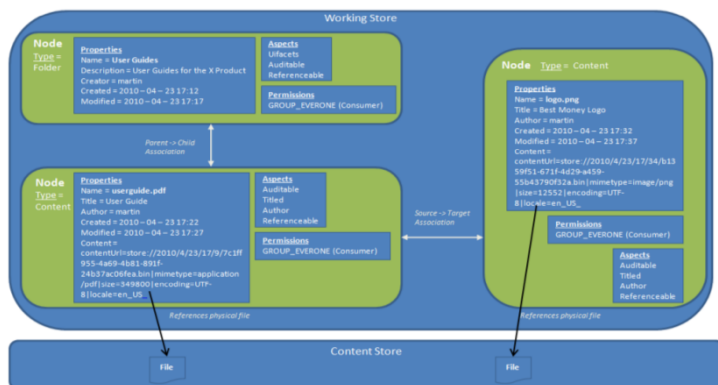 Working Store
Node
Type =
Folder
Properties
Name = User Guides
Description = User Guides for the X Product
Creator = martin
Created = 2010 – 04 – 23 17:12
Modified = 2010 – 04 – 23 17:17
Aspects
Uifacets
Auditable
Referenceable
Permissions
GROUP_EVERONE (Consumer)
Parent -> Child
Association
Node
Type =
Content
Properties
Name = userguide.pdf
Title = User Guide
Author = martin
Created = 2010 – 04 – 23 17:22
Modified = 2010 – 04 – 23 17:27
Content =
contentUrl=store://2010/4/23/17/9/7c1ff
955-4a69-4b81-891f-
24b37ac06fea.bin|mimetype=application
/pdf|size=349800|encoding=UTF-
8|locale=en_US_
Aspects
Auditable
Titled
Author
Referenceable
Permissions
GROUP_EVERONE (Consumer)
Source -> Target
Association
Node Type = Content
Properties
Name = logo.png
Title = Best Money Logo
Author = martin
Created = 2010 – 04 – 23 17:32
Modified = 2010 – 04 – 23 17:37
Content =
contentUrl=store://2010/4/23/17/34/b13
59f51-671f-4d29-a459-
55b43790f32a.bin|mimetype=image/png
|size=12552|encoding=UTF-
8|locale=en_US_
Permissions
GROUP_EVERONE (Consumer)
Aspects
Auditable
Titled
Author
Referenceable
References physical file
References physical file
Content Store
File
File